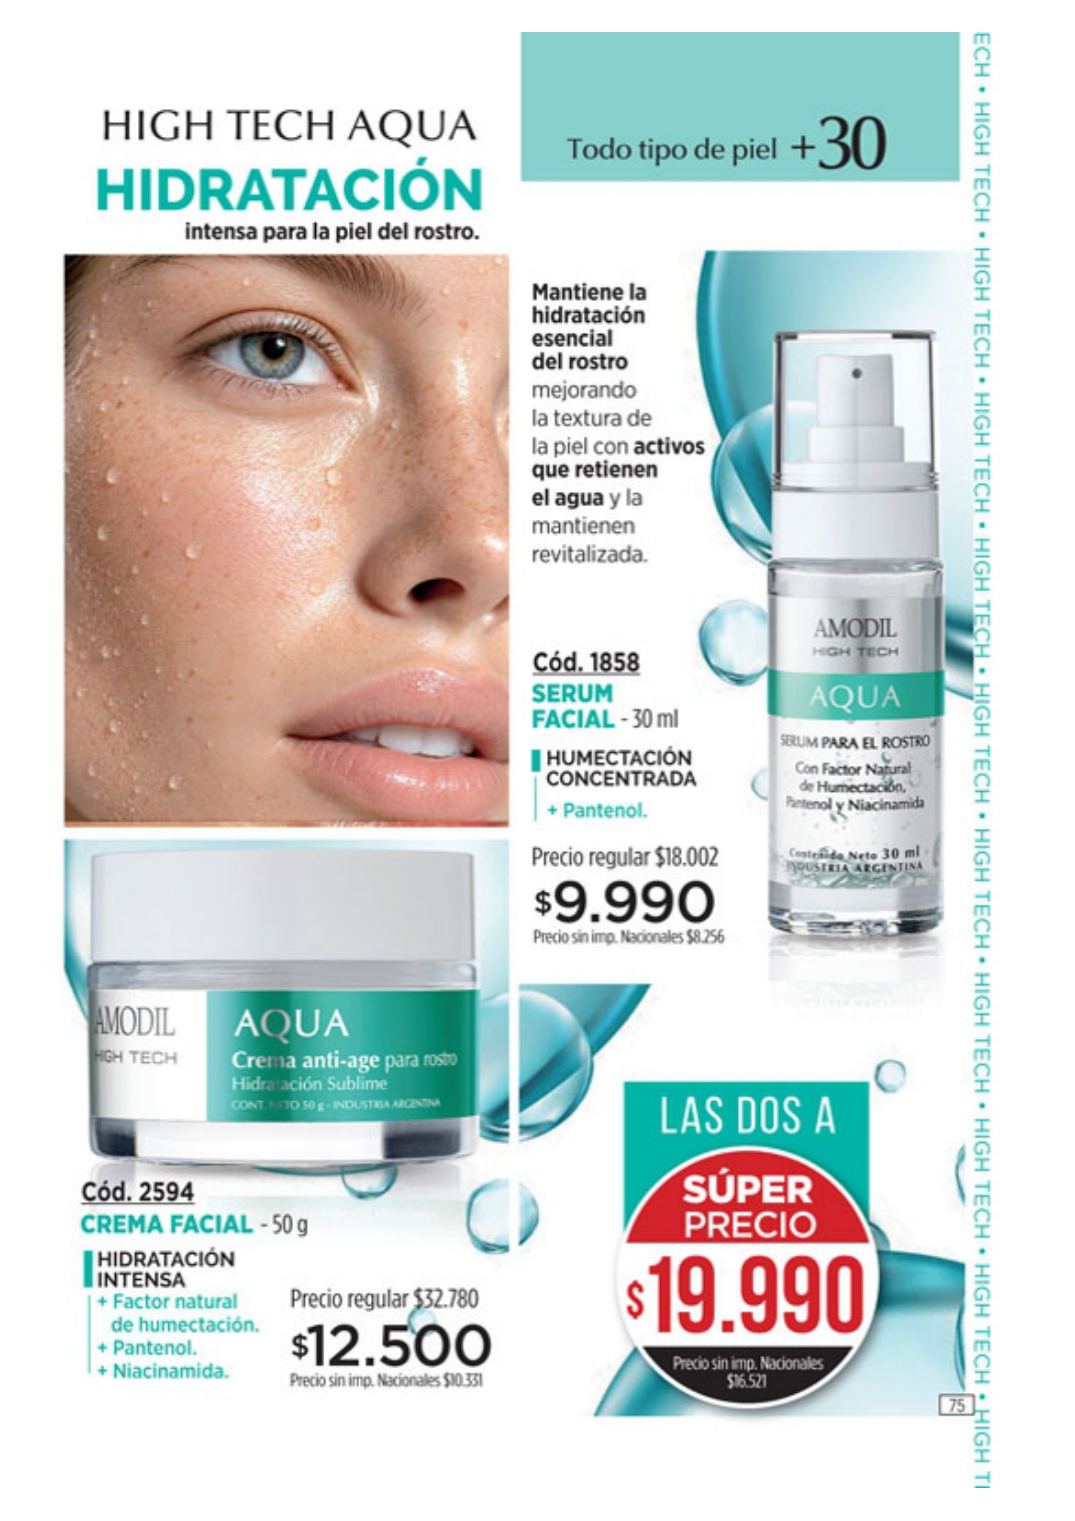 HIGH TECH AQUA
HIDRATACIÓN
intensa para la piel del rostro.
Todo tipo de piel +30
Mantiene la
hidratación
esencial
del rostro
mejorando
la textura de
la piel con activos
que retienen
el agua y la
mantienen
revitalizada.
Cód. 1858
SERUM
FACIAL - 30 ml
HUMECTACIÓN
CONCENTRADA
+ Pantenol.
Precio regular $18.002
$9.990
Precio sin imp. Nacionales $8.256
AMODIL
HIGH TECH
AQUA
SERUM PARA EL ROSTRO
Con Factor Natural
de Humectación,
Pantenol y Niacinamida
Contenido Neto 30 ml
INDUSTRIA ARGENTINA
AMODIL
HIGH TECH
AQUA
Crema anti-age para rostro
Hidratación Sublime
CONT. NETO 50 g - INDUSTRIA ARGENTINA
Cód. 2594
CREMA FACIAL - 50 g
HIDRATACIÓN
INTENSA
+ Factor natural
de humectación.
+ Pantenol.
+ Niacinamida.
Precio regular $32.780
$12.500
Precio sin imp. Nacionales $10.331
LAS DOS A
SÚPER
PRECIO
$19.990
Precio sin imp. Nacionales
$16.521
75
ECH • HIGH TECH • HIGH TECH • HIGH TECH • HIGH TECH • HIGH TECH • HIGH TECH • HIGH TECH • HIGH TECH • HIGH TECH • HIGH TI